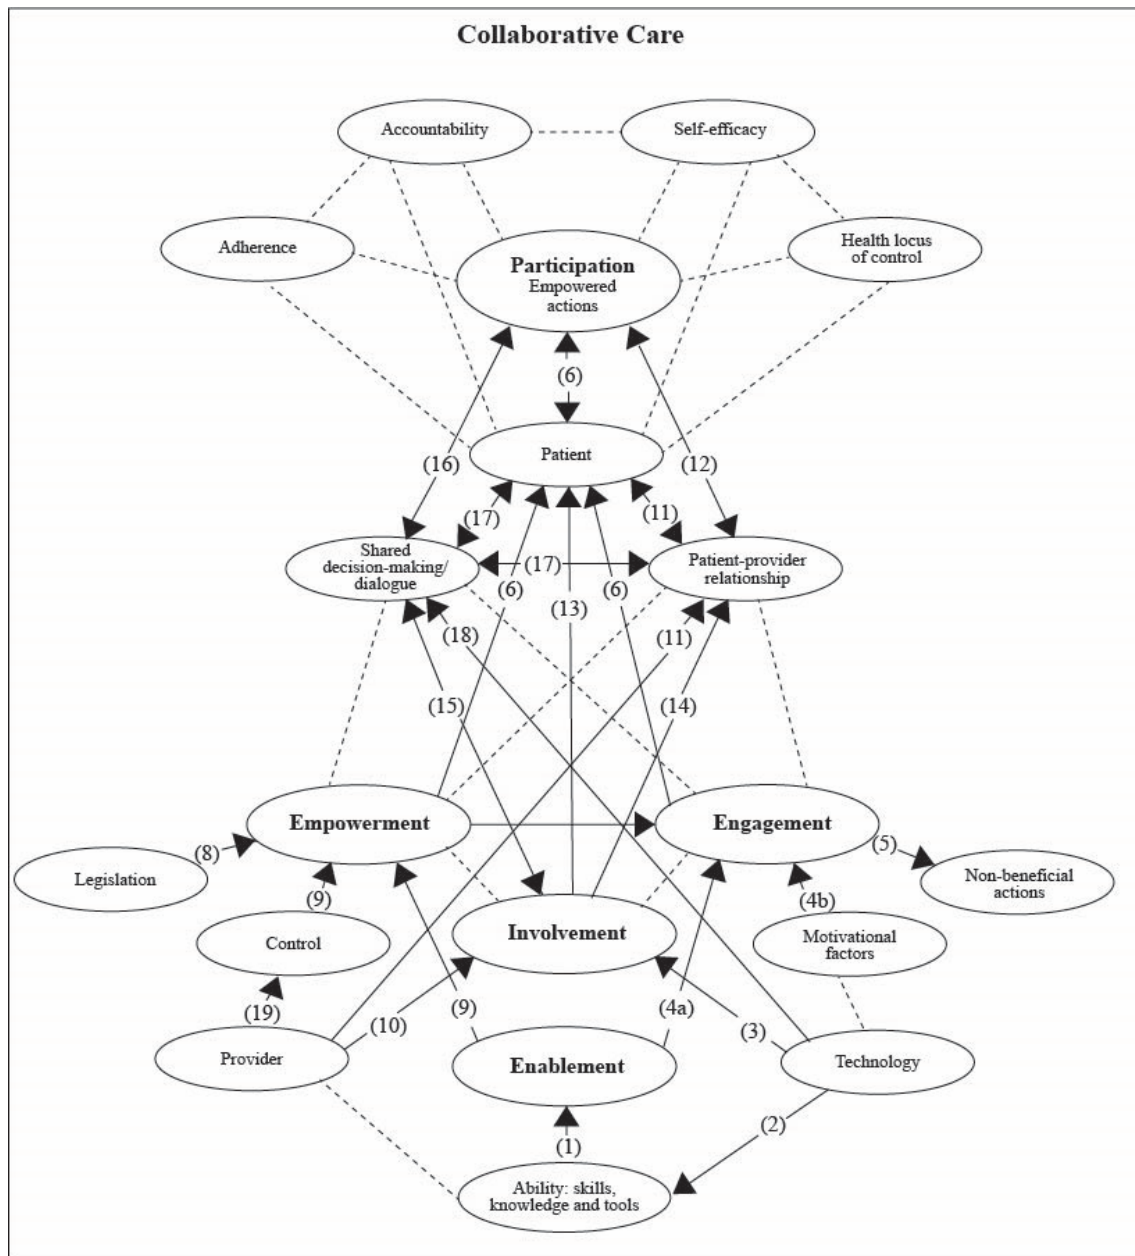 Collaborative Care
Accountability
Self-efficacy
Adherence
Health locus
of control
Participation
Empowered
actions
(6)
Patient
(16)
(12)
(17)
(11)
Shared
decision-making/
dialogue
(17)
Patient-provider
relationship
(6)
(13)
(6)
(18)
(11)
(15)
(14)
Empowerment
Engagement
(8)
(5)
Legislation
Non-beneficial
actions
(9)
(4b)
Control
Involvement
Motivational
factors
(19)
(10)
(9)
(4a)
(3)
Provider
Enablement
Technology
(1)
(2)
Ability: skills,
knowledge and tools